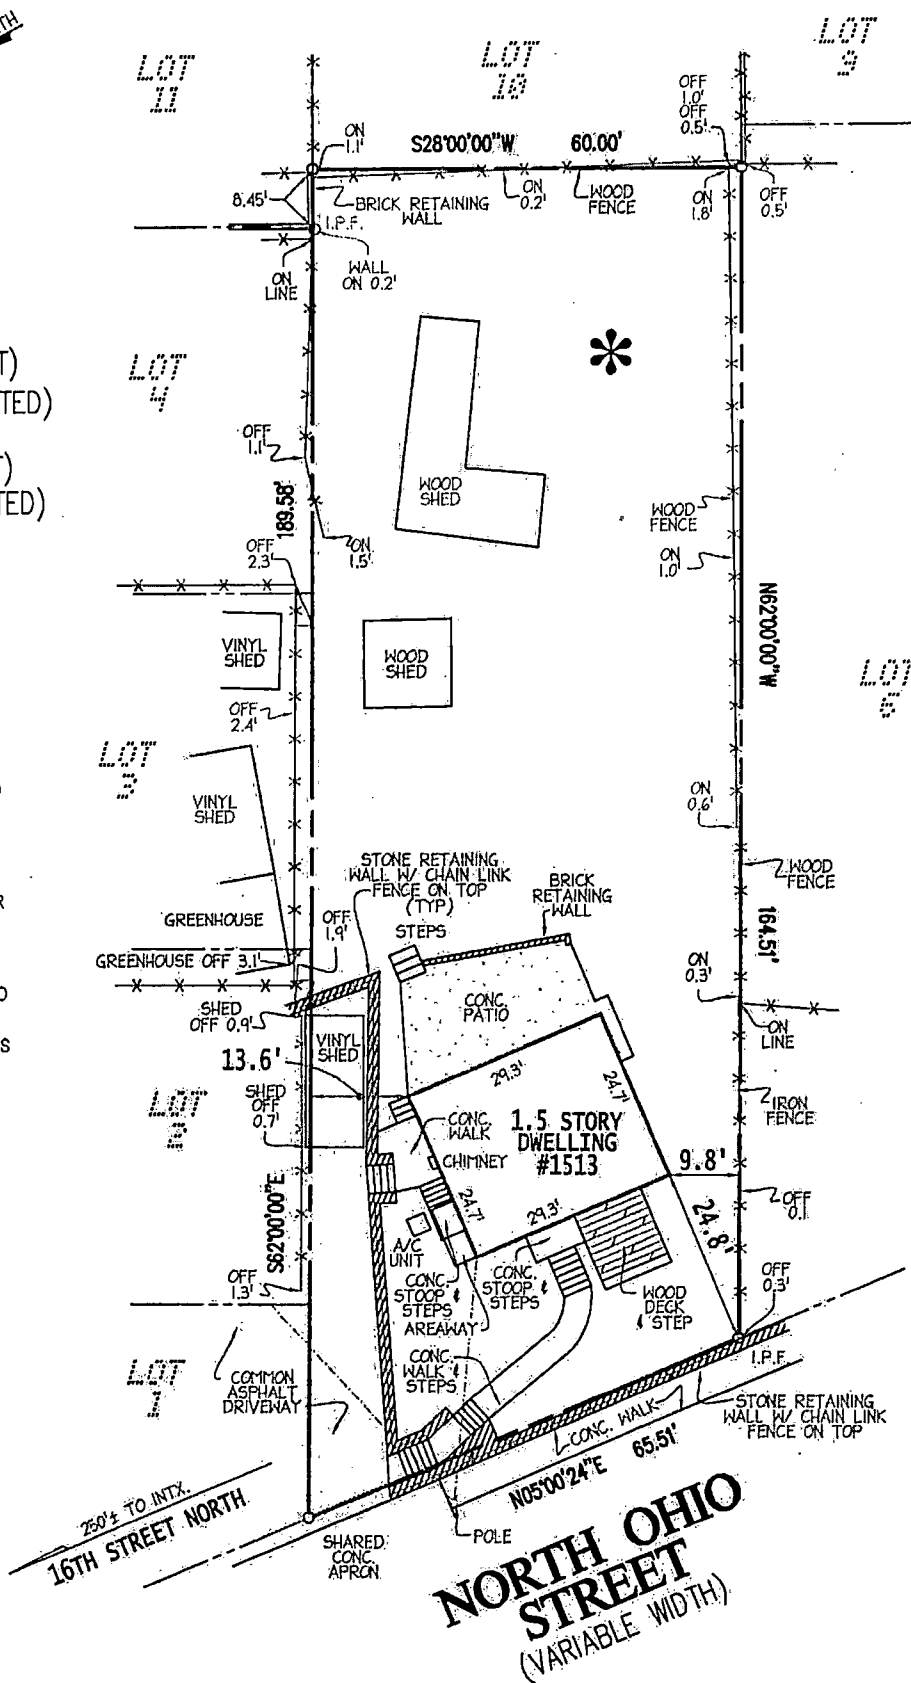 TH
LOT
11
LOT
10
LOT
9
ON
1.1'
S28°00'00"W 60.00'
OFF
1.0'
OFF
0.5'
8.45'
BRICK RETAINING
WALL
I.P.F.
ON
0.2'
WOOD
FENCE
ON
1.8'
OFF
0.5'
ON
LINE
WALL
ON 0.2'
T)
TED)
T)
TED)
LOT
4
*
OFF
1.1'
189.58'
WOOD
SHED
WOOD
FENCE
OFF
2.3'
ON
1.5'
ON
1.0'
N62°00'00"W
VINYL
SHED
WOOD
SHED
LOT
6
OFF
2.4'
LOT
3
VINYL
SHED
ON
0.6'
STONE RETAINING
WALL W/ CHAIN LINK
FENCE ON TOP
(TYP)
BRICK
RETAINING
WALL
WOOD
FENCE
R
GREENHOUSE
OFF
1.9'
STEPS
164.51'
GREENHOUSE OFF 3.1'
ON
0.3'
SHED
OFF 0.9'
CONC.
PATIO
ON
LINE
S
13.6'
VINYL
SHED
29.3'
24.7'
LOT
2
SHED
OFF
0.7'
CONC.
WALK
1.5 STORY
DWELLING
#1513
IRON
FENCE
CHIMNEY
9.8'
S62°00'00"E
24.7'
29.3'
24.8'
OFF
0.1
A/C
UNIT
OFF
1.3'
CONC.
STOOP &
STEPS
CONC.
STOOP &
STEPS
WOOD
DECK
& STEP
OFF
0.3'
AREAWAY
LOT
1
COMMON
ASPHALT
DRIVEWAY
CONC.
WALK &
STEPS
I.P.F.
STONE RETAINING
WALL W/ CHAIN LINK
FENCE ON TOP
CONC. WALK
N05°00'24"E 65.51'
250'± TO INTX.
16TH STREET NORTH
POLE
SHARED
CONC.
APRON
NORTH OHIO
STREET
(VARIABLE WIDTH)